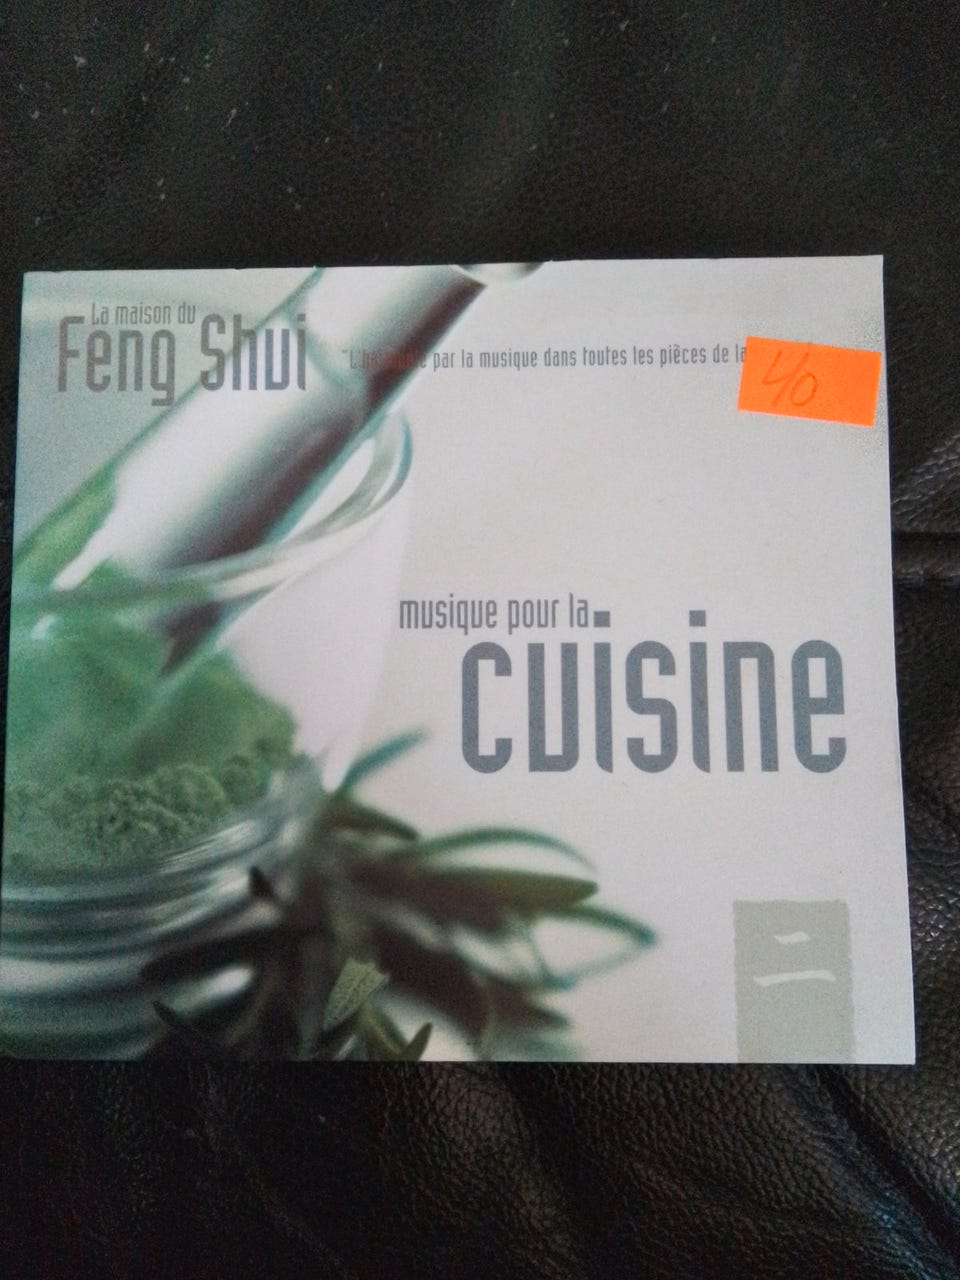 La maison du
Feng Shui
par la musique dans toutes les pièces de la
40
musique pour la
cuisine
二